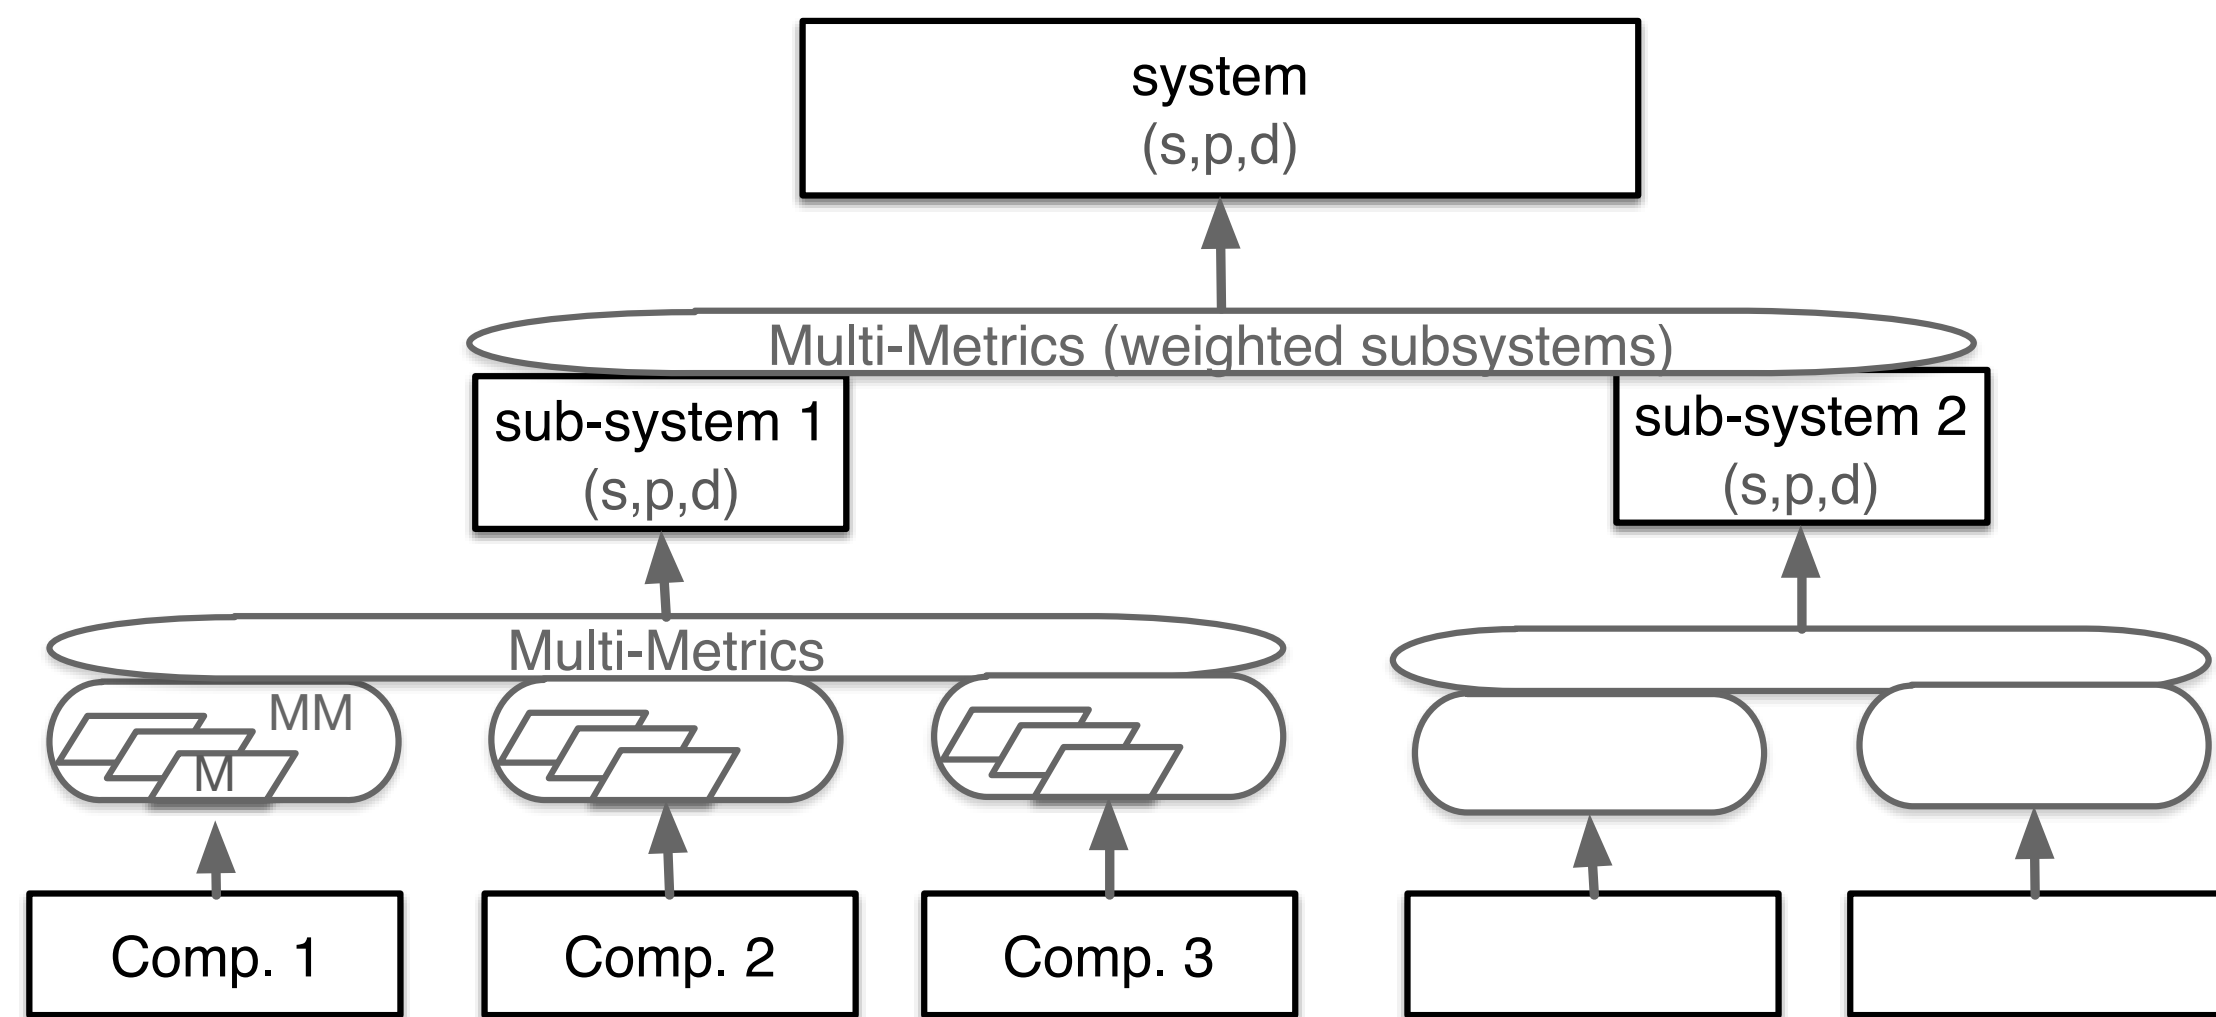 system
(s,p,d)
Multi-Metrics (weighted subsystems)
sub-system 1
(s,p,d)
sub-system 2
(s,p,d)
Multi-Metrics
MM
M
Comp. 1
Comp. 2
Comp. 3